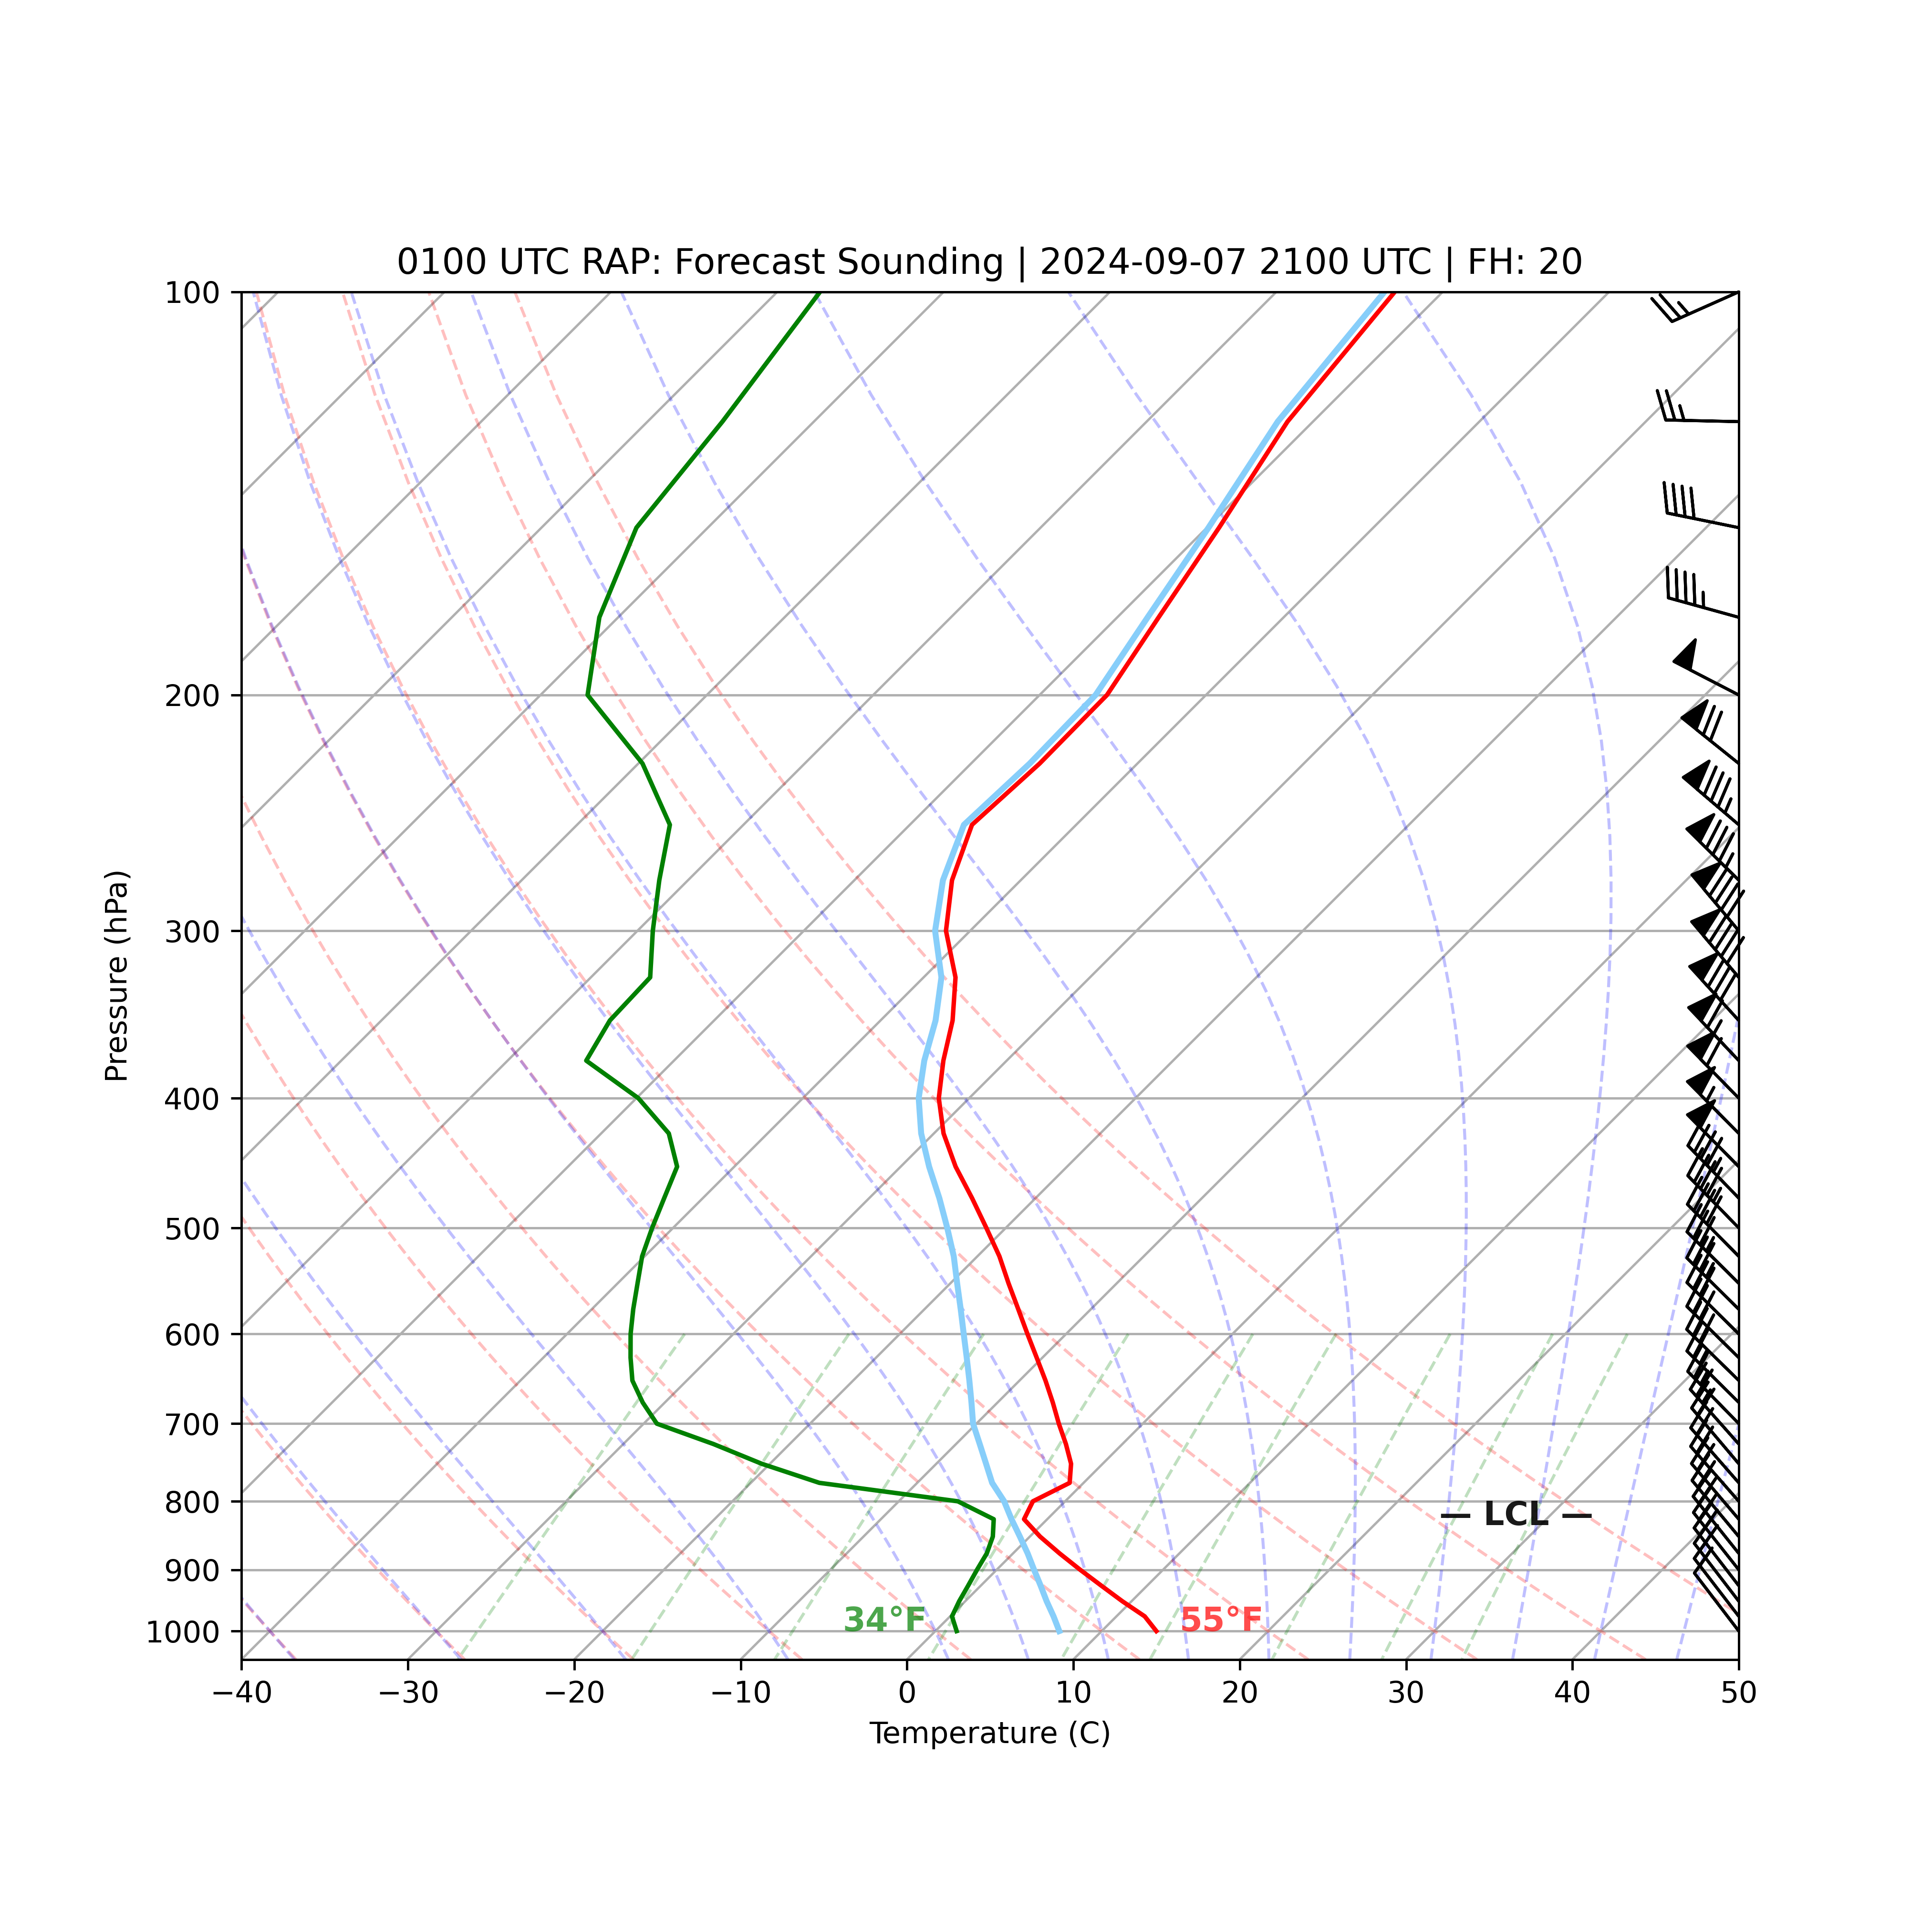 0100 UTC RAP: Forecast Sounding | 2024-09-07 2100 UTC | FH: 20
100
200
300
400
500
600
700
800
900
1000
Pressure (hPa)
— LCL —
34°F
55°F
−40 −30 −20 −10 0 10 20 30 40 50
Temperature (C)